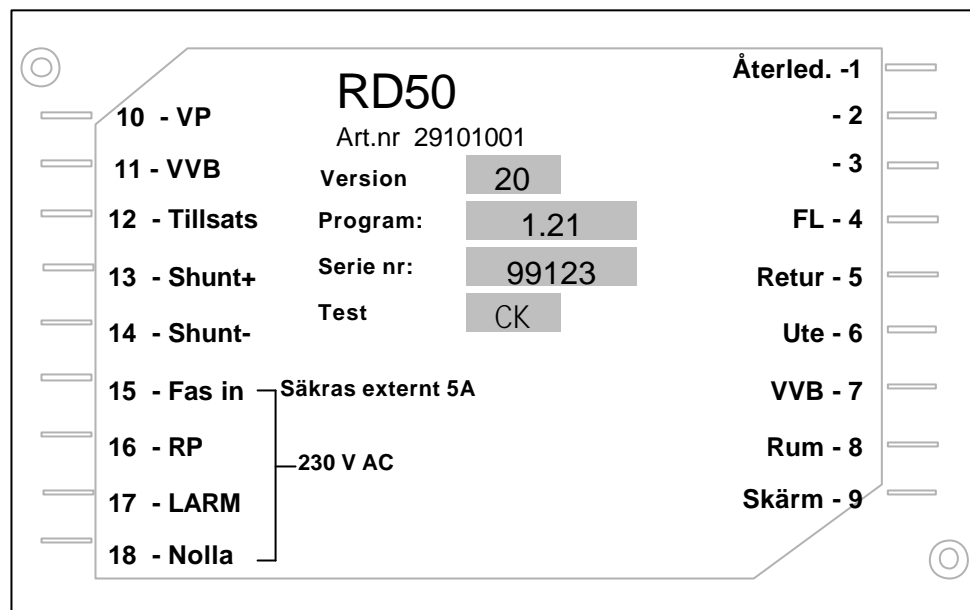 RD50
Art.nr 29101001
Version 20
Program: 1.21
Serie nr: 99123
Test CK
10 - VP
11 - VVB
12 - Tillsats
13 - Shunt+
14 - Shunt-
15 - Fas in
16 - RP
17 - LARM
18 - Nolla
Säkras externt 5A
230 V AC
Återled. -1
- 2
- 3
FL - 4
Retur - 5
Ute - 6
VVB - 7
Rum - 8
Skärm - 9